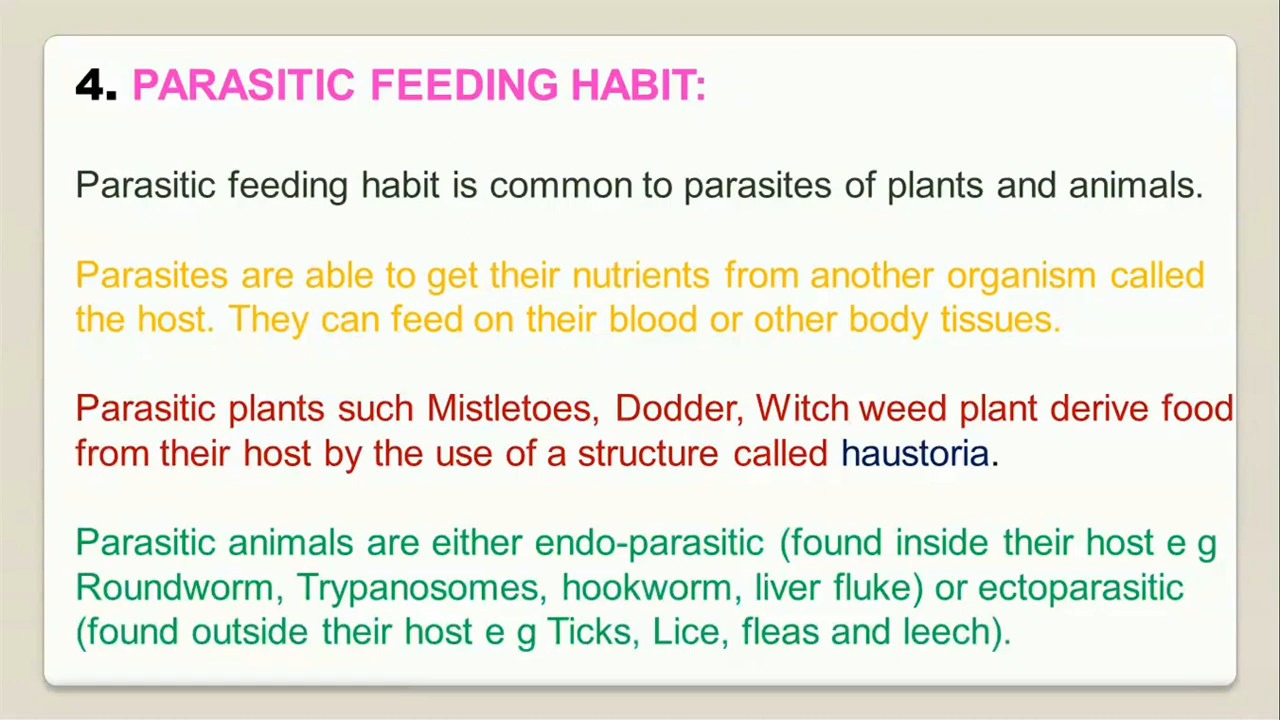 4. PARASITIC FEEDING HABIT:
Parasitic feeding habit is common to parasites of plants and animals.
Parasites are able to get their nutrients from another organism called
the host. They can feed on their blood or other body tissues.
Parasitic plants such Mistletoes, Dodder, Witch weed plant derive food
from their host by the use of a structure called haustoria.
Parasitic animals are either endo-parasitic (found inside their host e g
Roundworm, Trypanosomes, hookworm, liver fluke) or ectoparasitic
(found outside their host e g Ticks, Lice, fleas and leech).